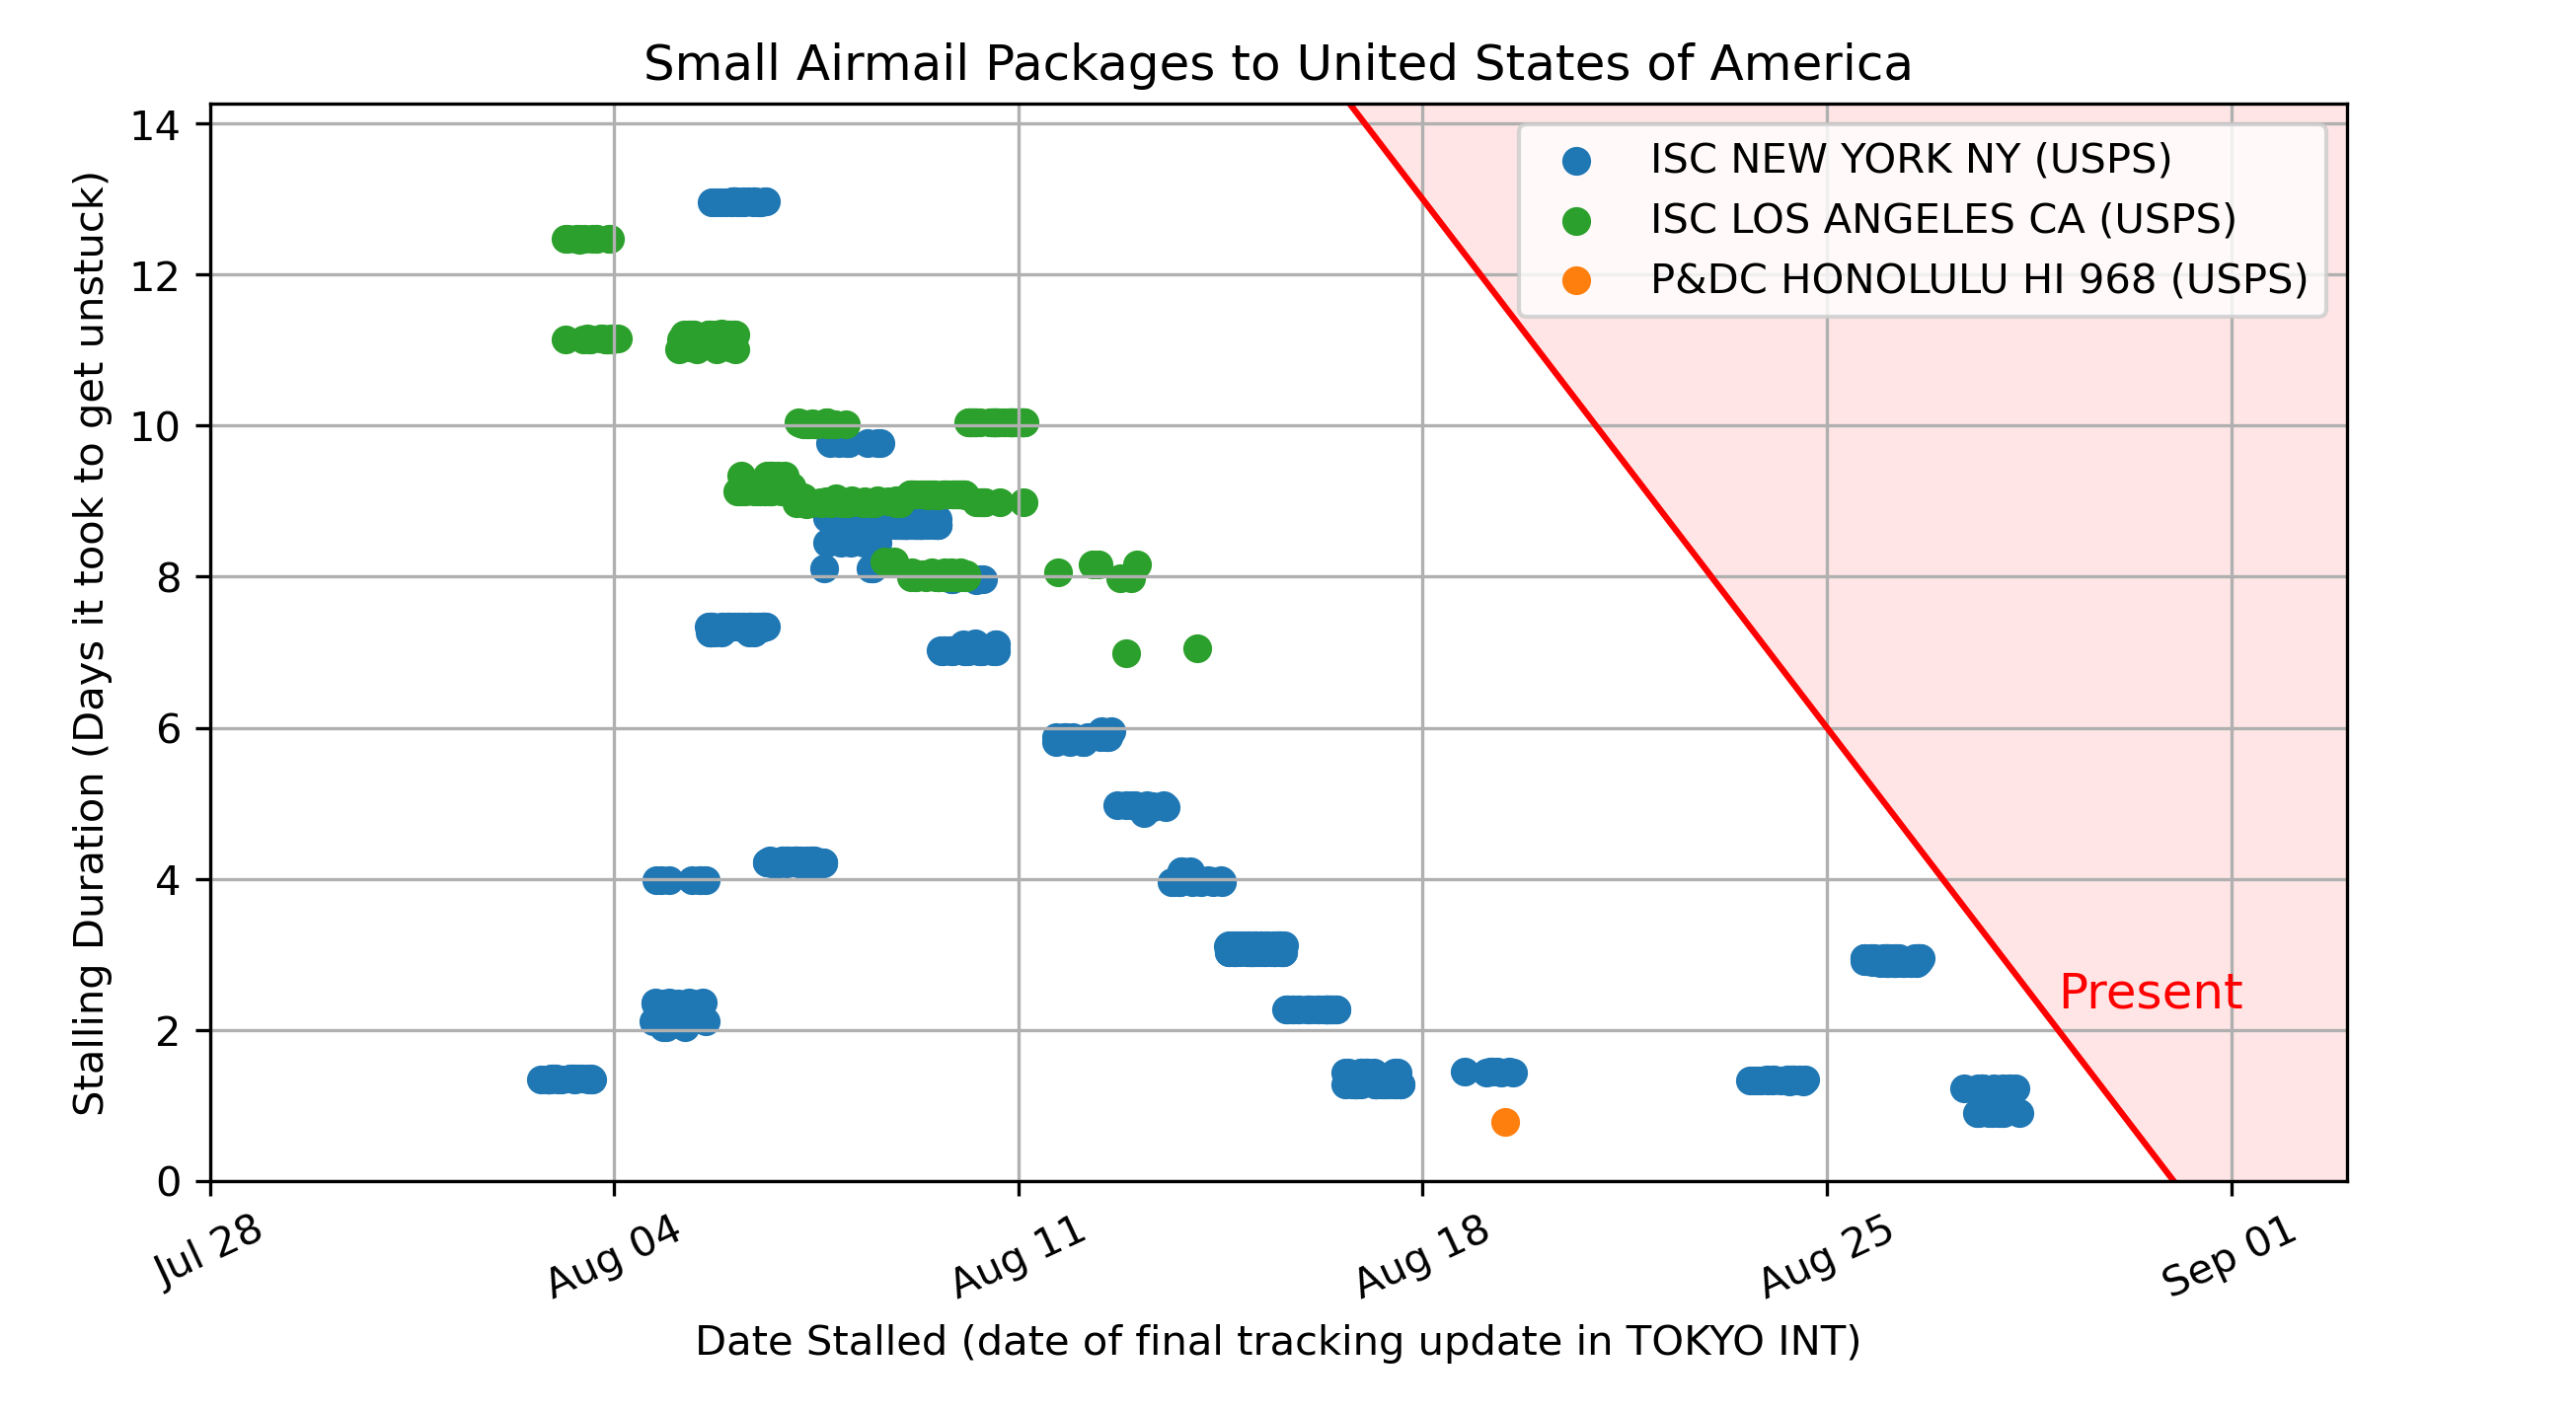 Small Airmail Packages to United States of America
14
12
10
8
6
4
2
0
Stalling Duration (Days it took to get unstuck)
ISC NEW YORK NY (USPS)
ISC LOS ANGELES CA (USPS)
P&DC HONOLULU HI 968 (USPS)
Present
Jul 28
Aug 04
Aug 11
Aug 18
Aug 25
Sep 01
Date Stalled (date of final tracking update in TOKYO INT)